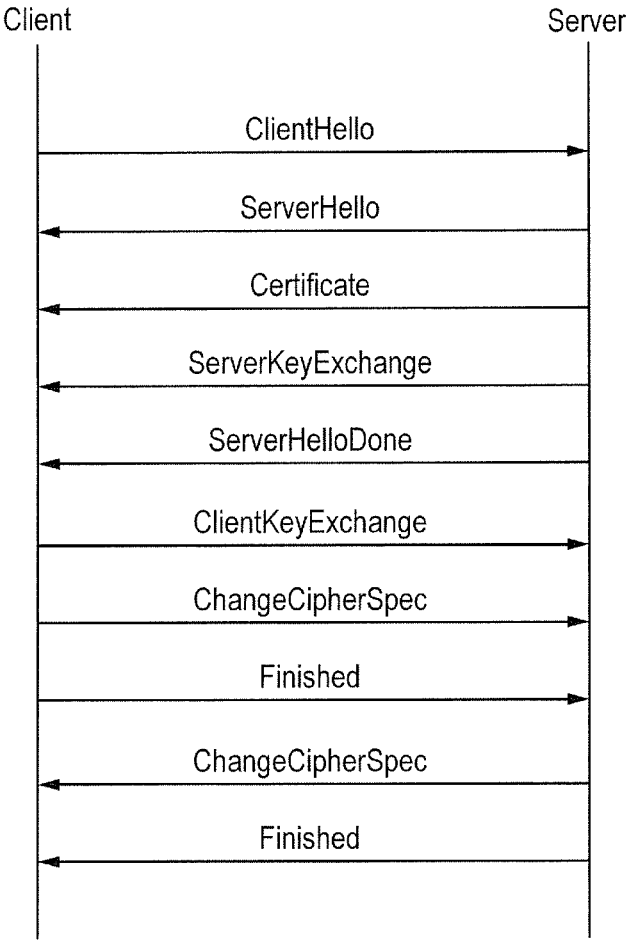 Client
Server
ClientHello
ServerHello
Certificate
ServerKeyExchange
ServerHelloDone
ClientKeyExchange
ChangeCipherSpec
Finished
ChangeCipherSpec
Finished